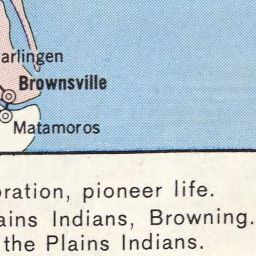 arlingen
Brownsville
Matamoros
oration, pioneer life.
ains Indians, Browning.
the Plains Indians.